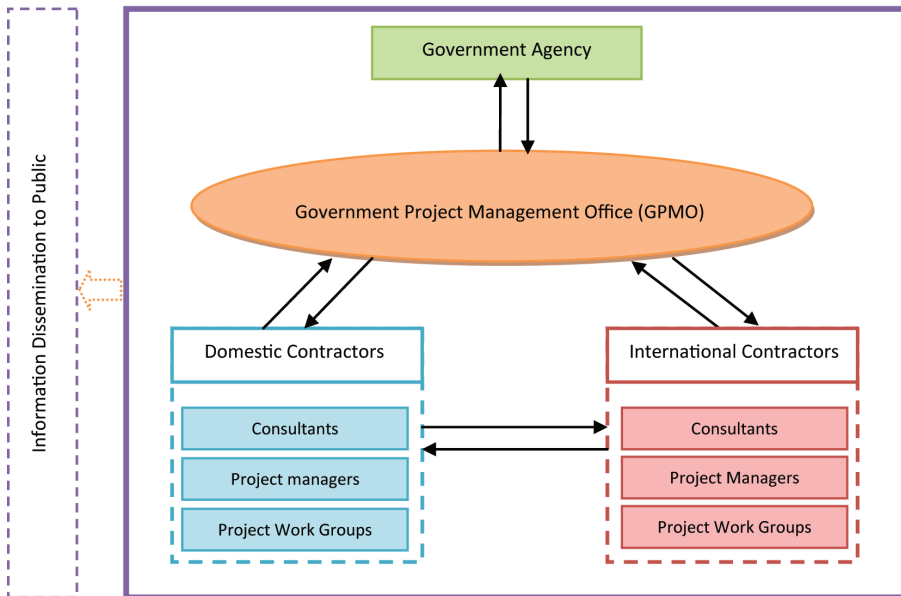 Information Dissemination to Public
Government Agency
Government Project Management Office (GPMO)
Domestic Contractors
Consultants
Project managers
Project Work Groups
International Contractors
Consultants
Project Managers
Project Work Groups